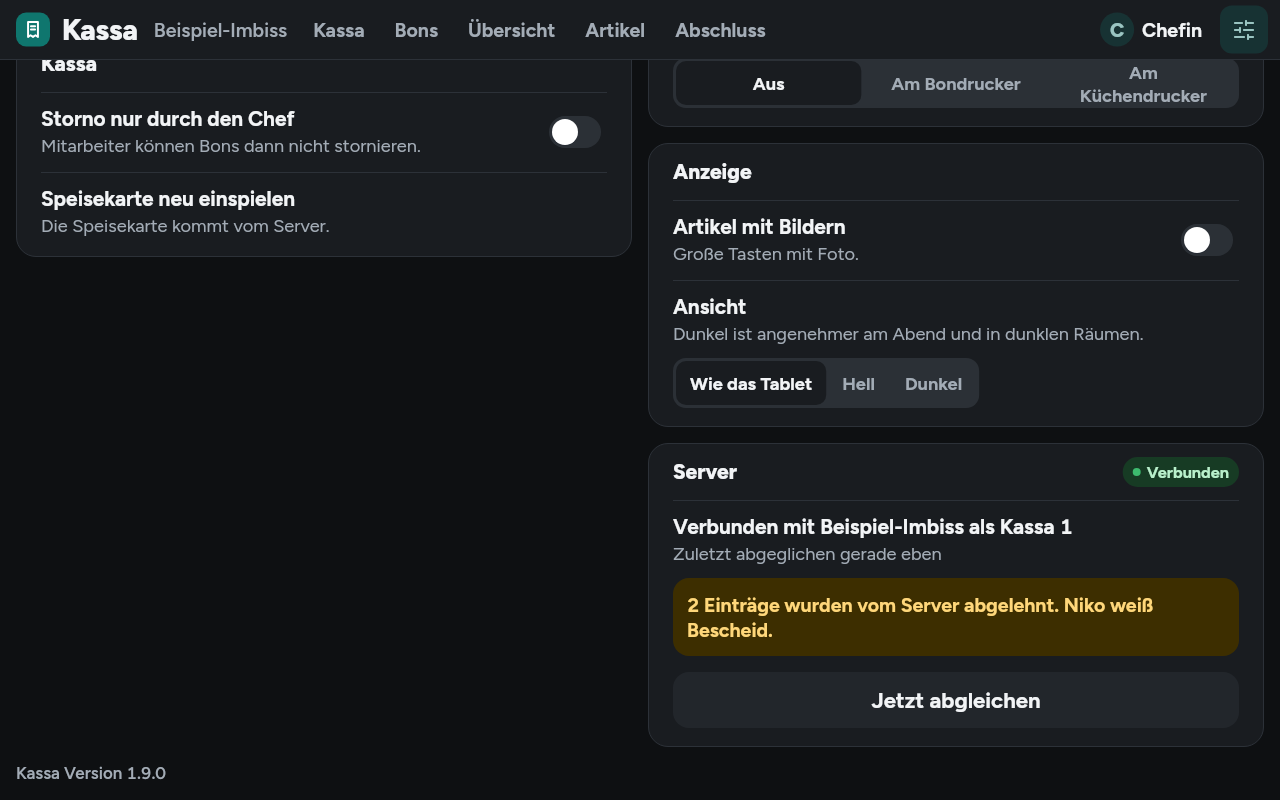 Kassa
Beispiel-Imbiss
Kassa
Bons
Übersicht
Artikel
Abschluss
C
Chefin
Kassa
Storno nur durch den Chef
Mitarbeiter können Bons dann nicht stornieren.
Speisekarte neu einspielen
Die Speisekarte kommt vom Server.
Aus
Am Bondrucker
Am
Küchendrucker
Anzeige
Artikel mit Bildern
Große Tasten mit Foto.
Ansicht
Dunkel ist angenehmer am Abend und in dunklen Räumen.
Wie das Tablet
Hell
Dunkel
Server
Verbunden
Verbunden mit Beispiel-Imbiss als Kassa 1
Zuletzt abgeglichen gerade eben
2 Einträge wurden vom Server abgelehnt. Niko weiß
Bescheid.
Jetzt abgleichen
Kassa Version 1.9.0